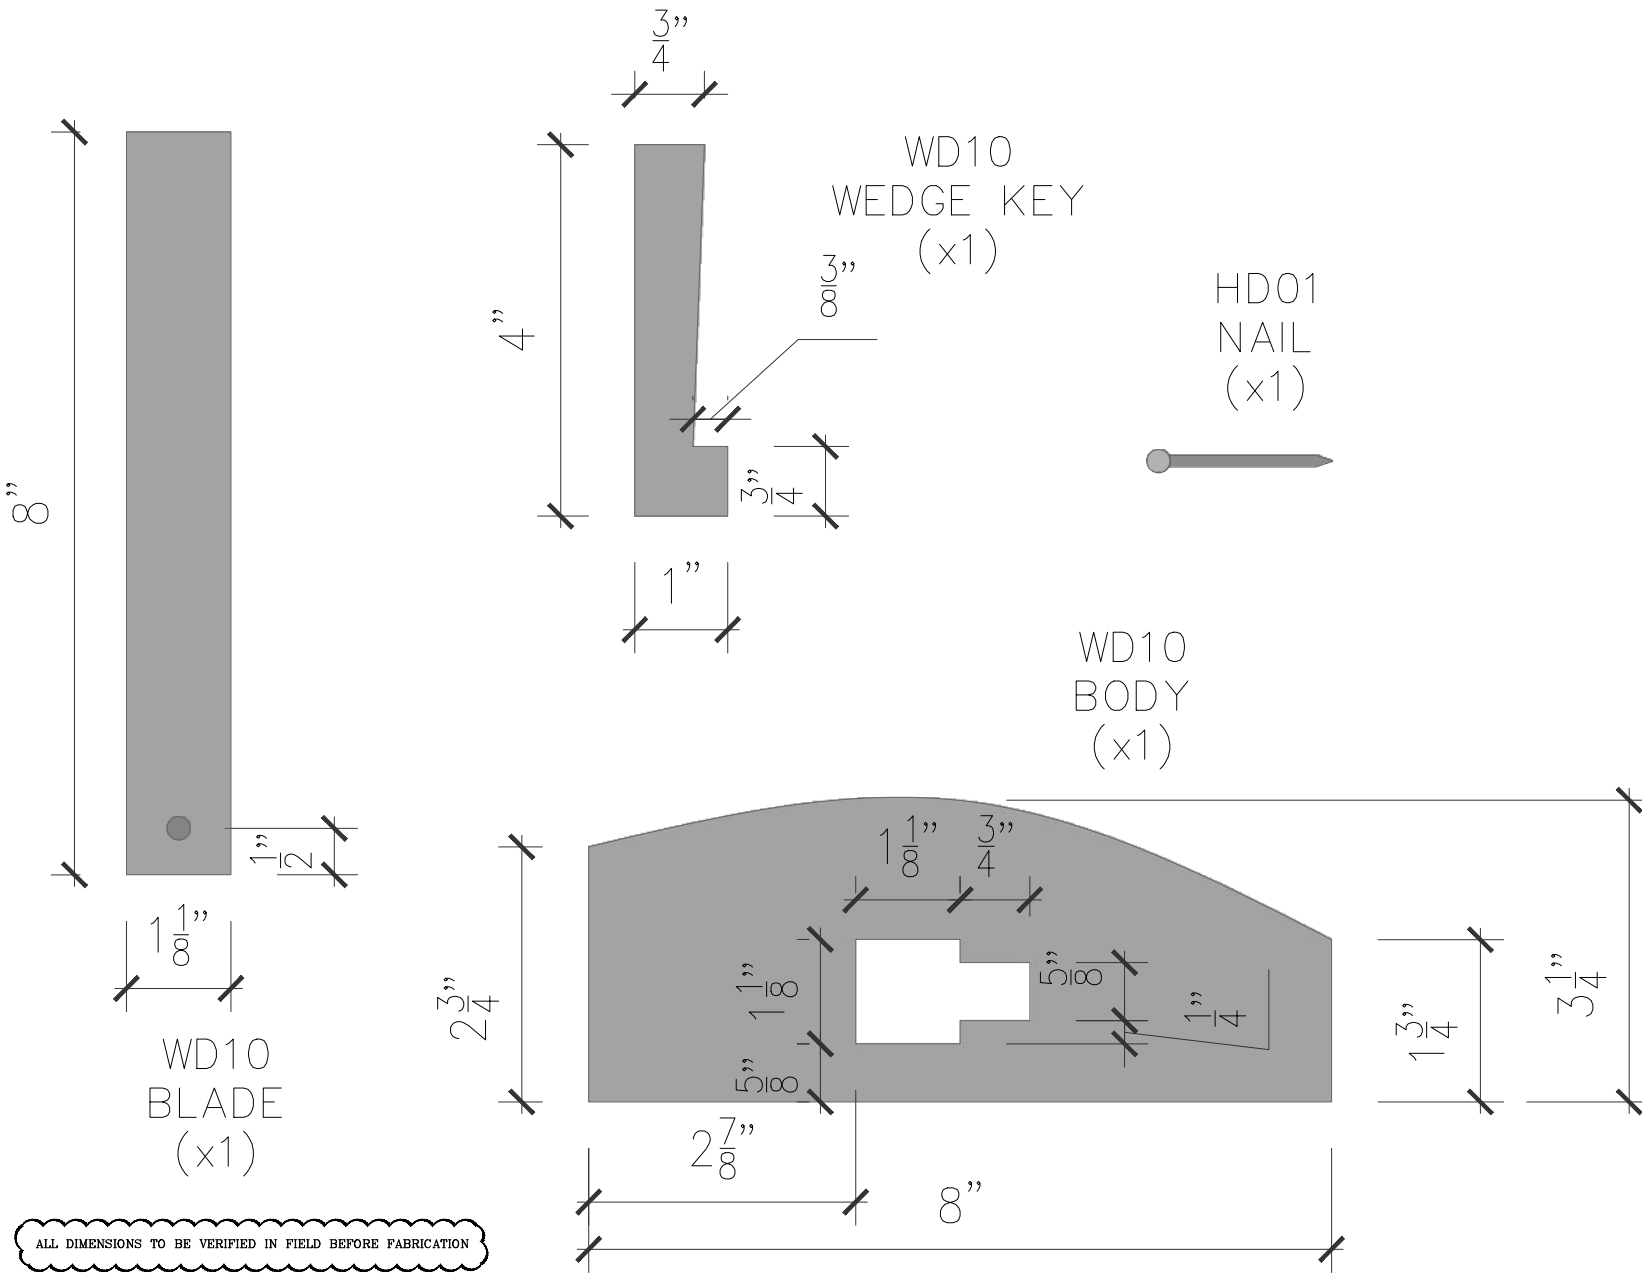 3/4”
WD10
WEDGE KEY
(x1)
3/8”
4”
3/4”
1”
HD01
NAIL
(x1)
8”
1/2”
1 1/8”
WD10
BLADE
(x1)
WD10
BODY
(x1)
1 1/8”
3/4”
2 3/4”
1 1/8”
5/8”
5/8”
1/4”
1 3/4”
3 1/4”
2 7/8”
8”
ALL DIMENSIONS TO BE VERIFIED IN FIELD BEFORE FABRICATION